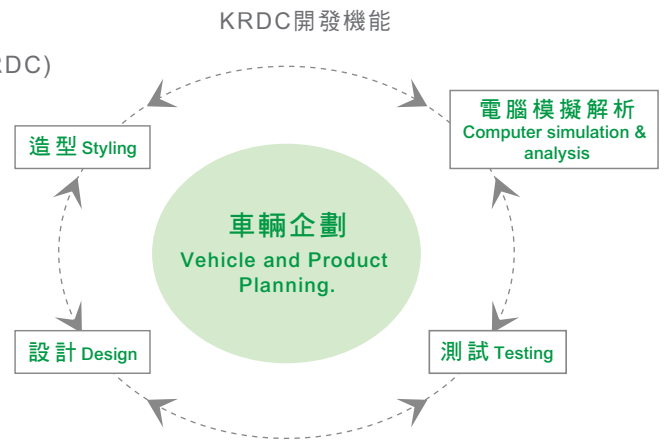 KRDC開發機能
RDC)
電腦模擬解析
Computer simulation &
analysis
造型 Styling
車輛企劃
Vehicle and Product
Planning.
設計 Design
測試 Testing